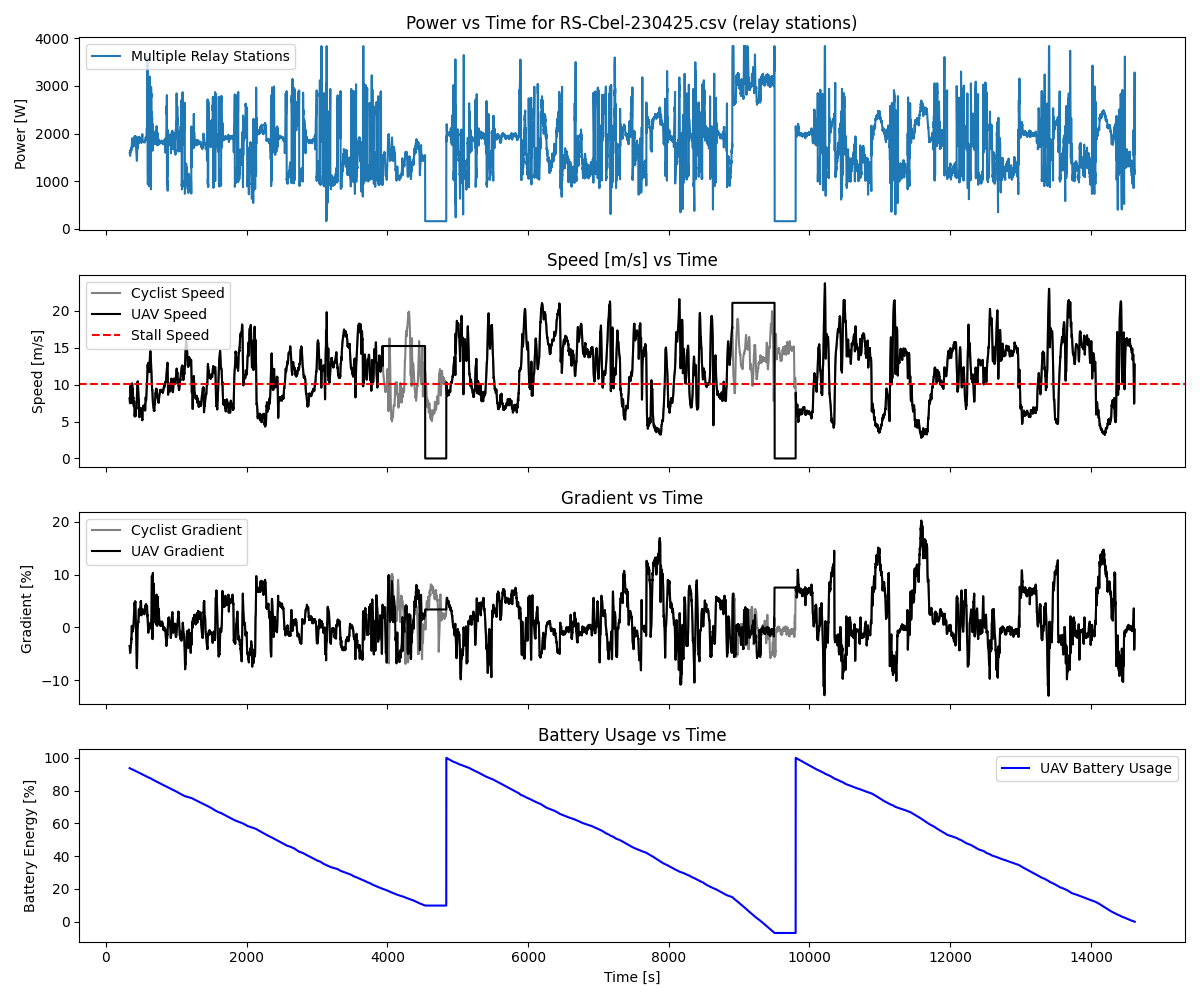 Power vs Time for RS-Cbel-230425.csv (relay stations)
4000
3000
2000
1000
0
Power [W]
Multiple Relay Stations
Speed [m/s] vs Time
20
15
10
5
0
Speed [m/s]
Cyclist Speed
UAV Speed
Stall Speed
Gradient vs Time
20
10
0
−10
Gradient [%]
Cyclist Gradient
UAV Gradient
Battery Usage vs Time
100
80
60
40
20
0
Battery Energy [%]
UAV Battery Usage
0 2000 4000 6000 8000 10000 12000 14000
Time [s]